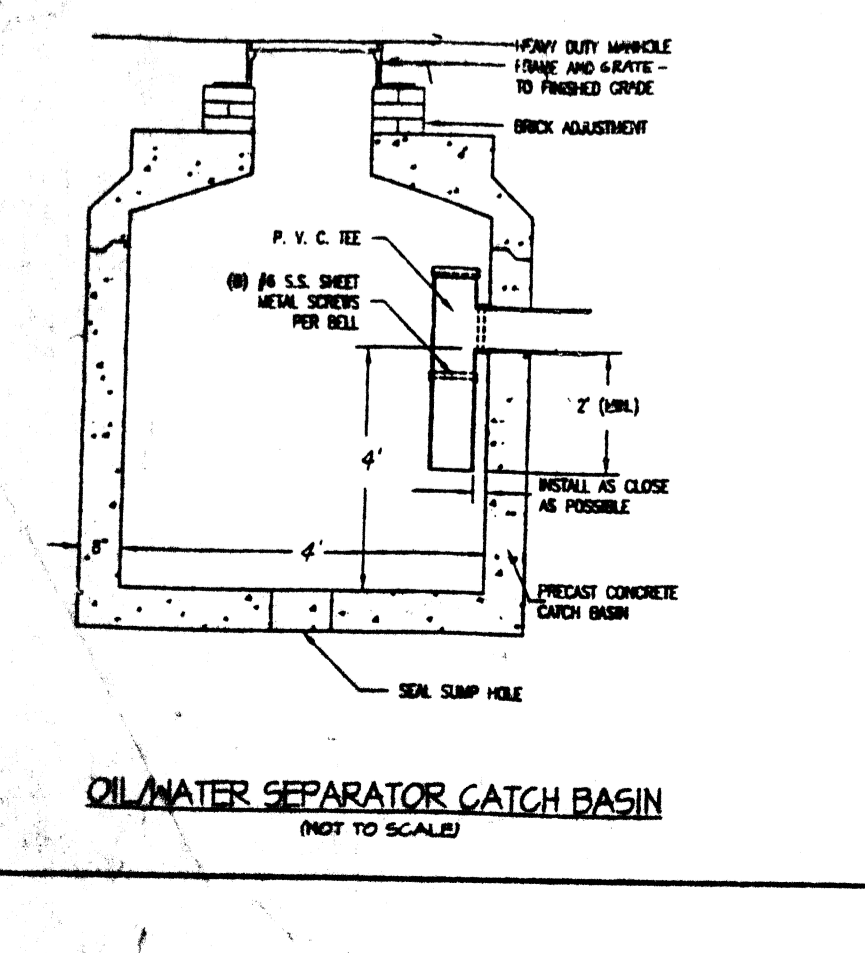 HEAVY DUTY MANHOLE
FRAME AND GRATE -
TO FINISHED GRADE
BRICK ADJUSTMENT
P. V. C. TEE
(8) #6 S.S. SHEET
METAL SCREWS
PER BELL
2' (MIN.)
4'
INSTALL AS CLOSE
AS POSSIBLE
8"
4'
PRECAST CONCRETE
CATCH BASIN
SEAL SUMP HOLE
OIL/WATER SEPARATOR CATCH BASIN
(NOT TO SCALE)